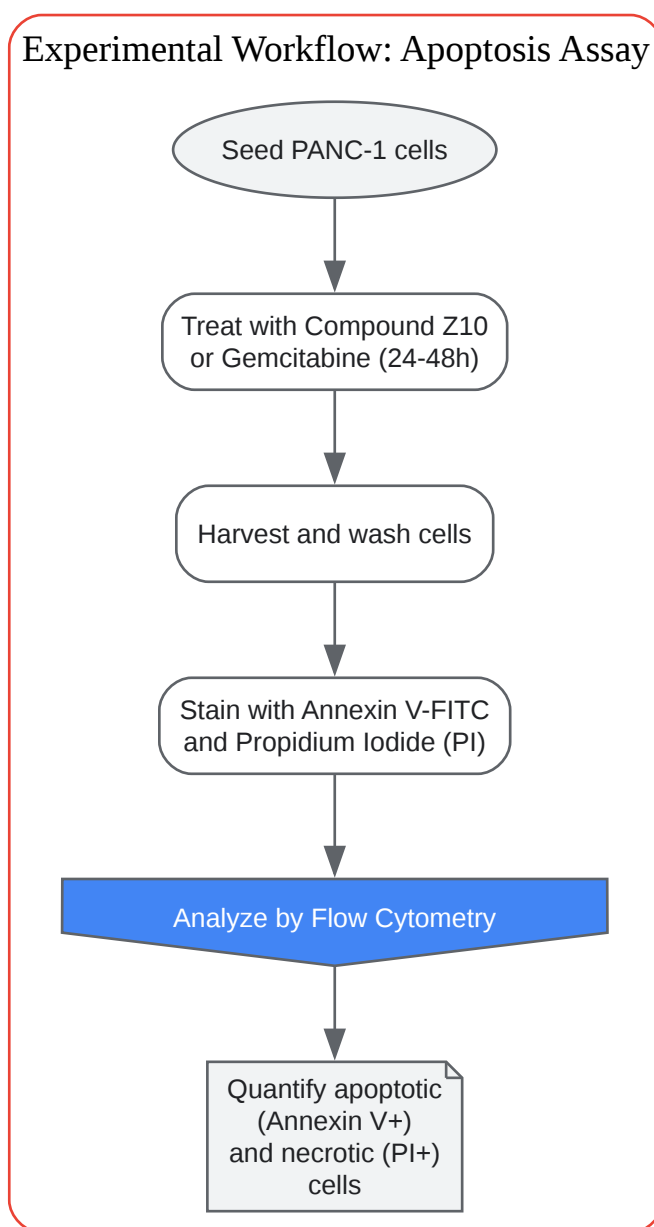 Experimental Workflow: Apoptosis Assay
Seed PANC-1 cells
Treat with Compound Z10
or Gemcitabine (24-48h)
Harvest and wash cells
Stain with Annexin V-FITC
and Propidium Iodide (PI)
Analyze by Flow Cytometry
Quantify apoptotic
(Annexin V+)
and necrotic (PI+)
cells